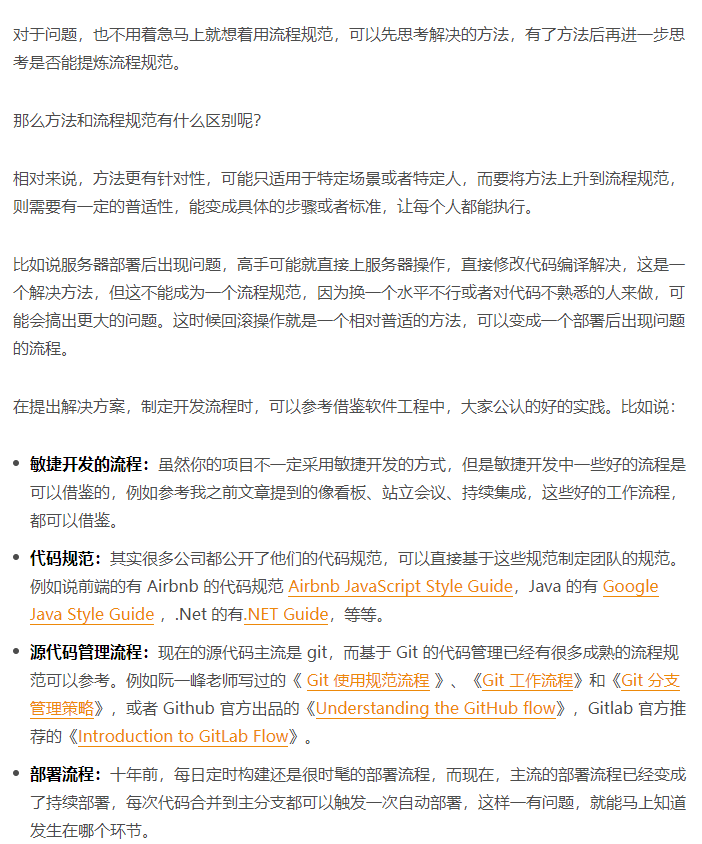 对于问题，也不用着急马上就想着用流程规范，可以先思考解决的方法，有了方法后再进一步思
考是否能提炼流程规范。
那么方法和流程规范有什么区别呢？
相对来说，方法更有针对性，可能只适用于特定场景或者特定人，而要将方法上升到流程规范，
则需要有一定的普适性，能变成具体的步骤或者标准，让每个人都能执行。
比如说服务器部署后出现问题，高手可能就直接上服务器操作，直接修改代码编译解决，这是一
个解决方法，但这不能成为一个流程规范，因为换一个水平不行或者对代码不熟悉的人来做，可
能会搞出更大的问题。这时候回滚操作就是一个相对普适的方法，可以变成一个部署后出现问题
的流程。
在提出解决方案，制定开发流程时，可以参考借鉴软件工程中，大家公认的好的实践。比如说：
• 敏捷开发的流程：虽然你的项目不一定采用敏捷开发的方式，但是敏捷开发中一些好的流程是
可以借鉴的，例如参考我之前文章提到的像看板、站立会议、持续集成，这些好的工作流程，
都可以借鉴。
• 代码规范：其实很多公司都公开了他们的代码规范，可以直接基于这些规范制定团队的规范。
例如说前端的有 Airbnb 的代码规范 Airbnb JavaScript Style Guide，Java 的有 Google
Java Style Guide ，.Net 的有.NET Guide，等等。
• 源代码管理流程：现在的源代码主流是 git，而基于 Git 的代码管理已经有很多成熟的流程规
范可以参考。例如阮一峰老师写过的《 Git 使用规范流程 》、《Git 工作流程》和《Git 分支
管理策略》，或者 Github 官方出品的《Understanding the GitHub flow》，Gitlab 官方推
荐的《Introduction to GitLab Flow》。
• 部署流程：十年前，每日定时构建还是很时髦的部署流程，而现在，主流的部署流程已经变成
了持续部署，每次代码合并到主分支都可以触发一次自动部署，这样一有问题，就能马上知道
发生在哪个环节。